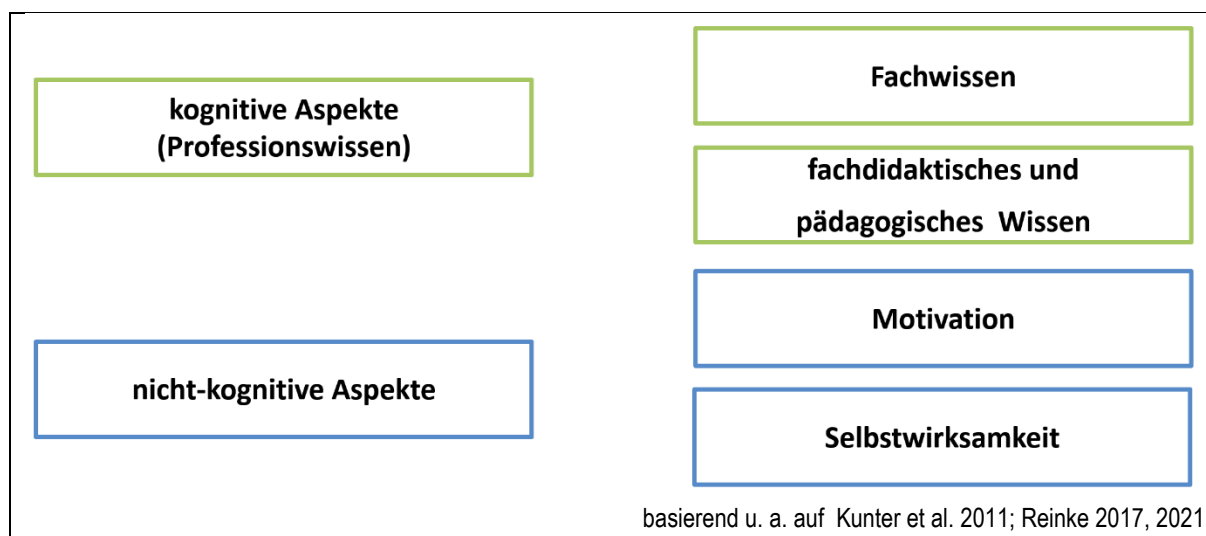 kognitive Aspekte
(Professionswissen)
nicht-kognitive Aspekte
Fachwissen
fachdidaktisches und
pädagogisches Wissen
Motivation
Selbstwirksamkeit
basierend u. a. auf Kunter et al. 2011; Reinke 2017, 2021